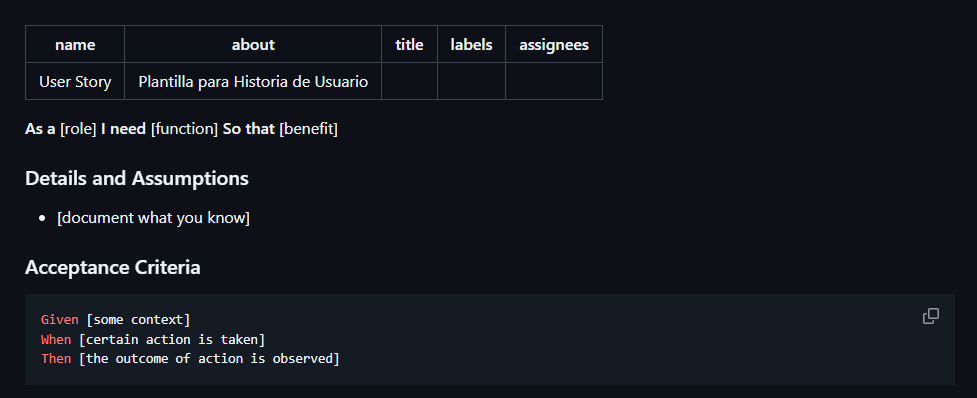 name about title labels assignees
User Story Plantilla para Historia de Usuario
As a [role] I need [function] So that [benefit]
Details and Assumptions
• [document what you know]
Acceptance Criteria
Given [some context]
When [certain action is taken]
Then [the outcome of action is observed]